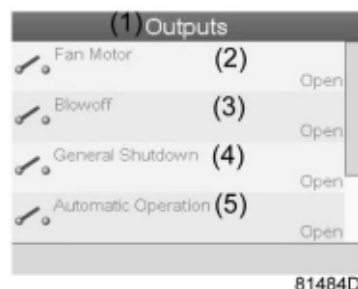 (1) Outputs
Fan Motor (2)
Open
Blowoff (3)
Open
General Shutdown (4)
Open
Automatic Operation (5)
Open
81484D